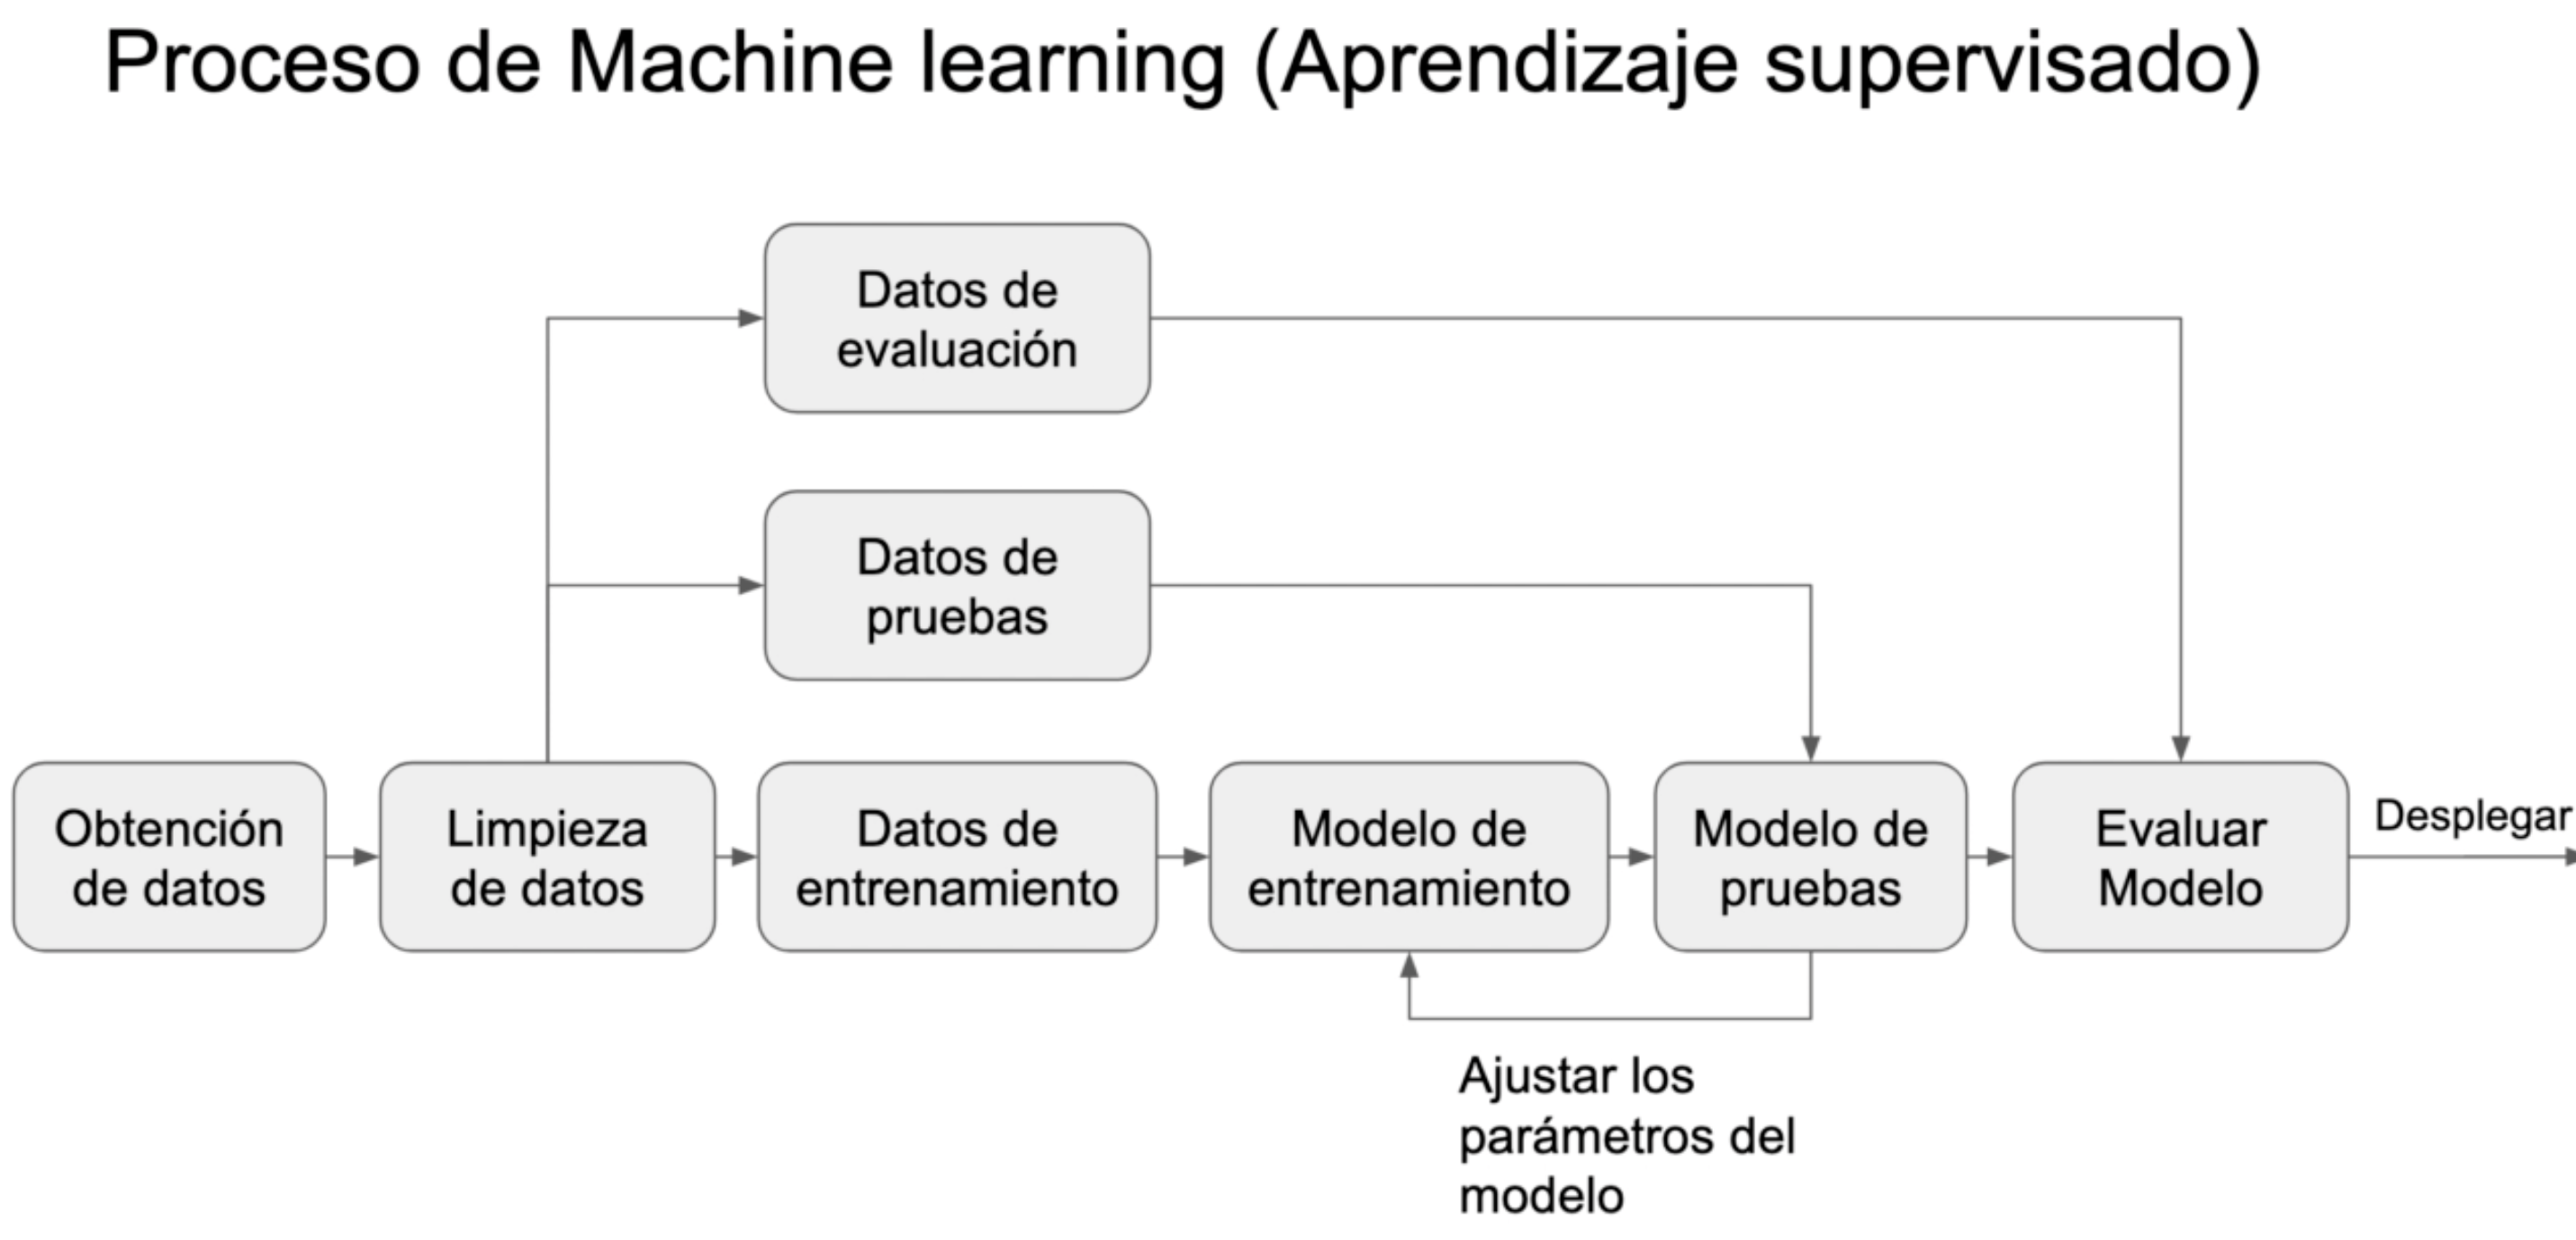 Proceso de Machine learning (Aprendizaje supervisado)
Datos de
evaluación
Datos de
pruebas
Obtención
de datos
Limpieza
de datos
Datos de
entrenamiento
Modelo de
entrenamiento
Modelo de
pruebas
Evaluar
Modelo
Desplegar
Ajustar los
parámetros del
modelo